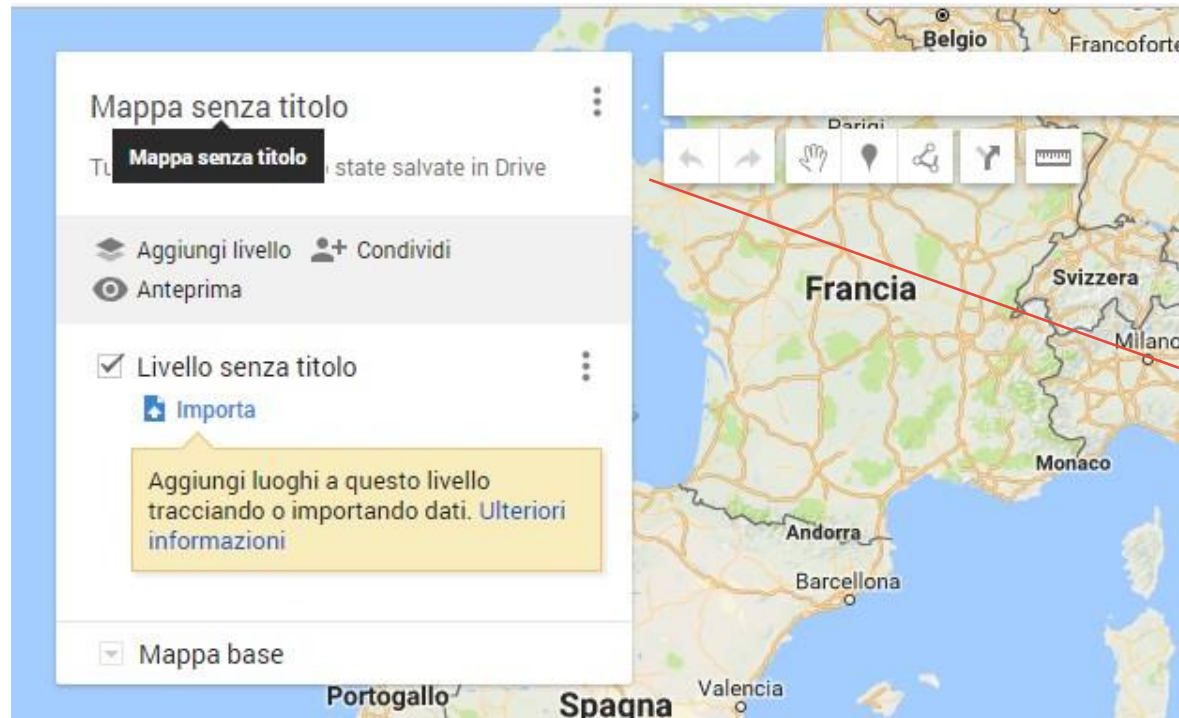 Belgio
Francoforte
Mappa senza titolo
Mappa senza titolo
state salvate in Drive
Parigi
Aggiungi livello
Condividi
Anteprima
Francia
Svizzera
Milano
Livello senza titolo
Importa
Aggiungi luoghi a questo livello
tracciando o importando dati. Ulteriori
informazioni
Monaco
Andorra
Barcellona
Mappa base
Portogallo
Spagna
Valencia